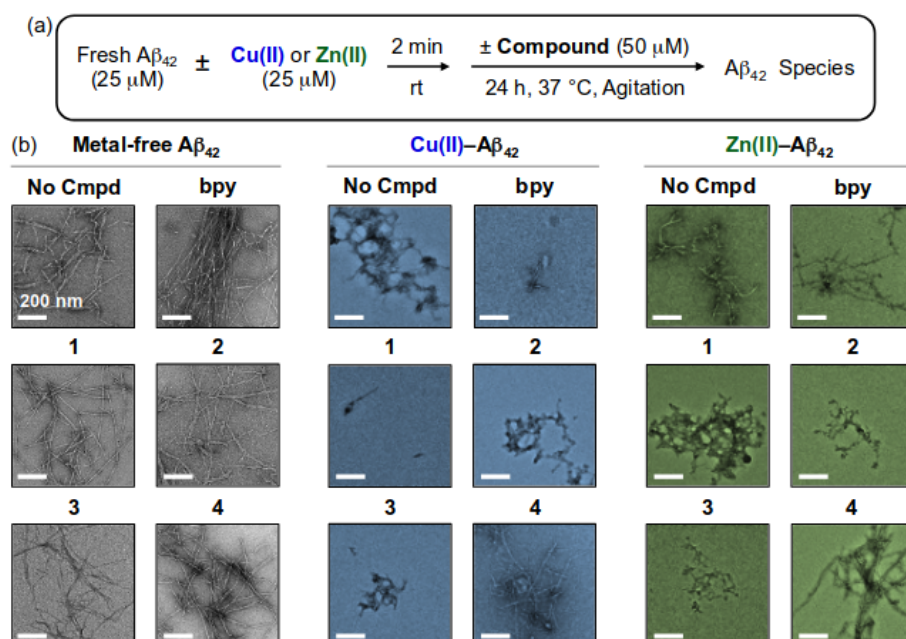 (a)
Fresh Aβ42 ± Cu(II) or Zn(II) 2 min ± Compound (50 μM) Aβ42 Species
(25 μM) (25 μM) rt 24 h, 37 °C, Agitation
(b) Metal-free Aβ42 Cu(II)–Aβ42 Zn(II)–Aβ42
No Cmpd bpy No Cmpd bpy No Cmpd bpy
200 nm
1 2 1 2 1 2
3 4 3 4 3 4